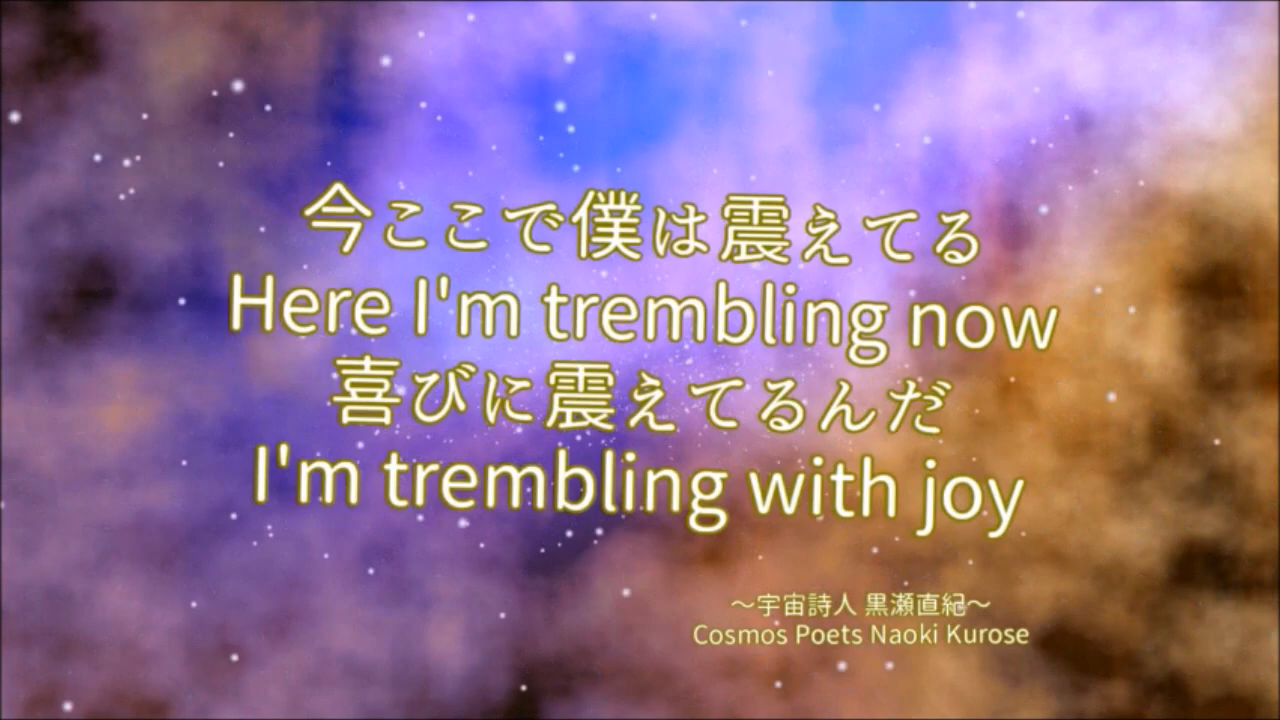 今ここで僕は震えてる
Here I'm trembling now
喜びに震えてるんだ
I'm trembling with joy
～宇宙詩人 黒瀬直紀～
Cosmos Poets Naoki Kurose